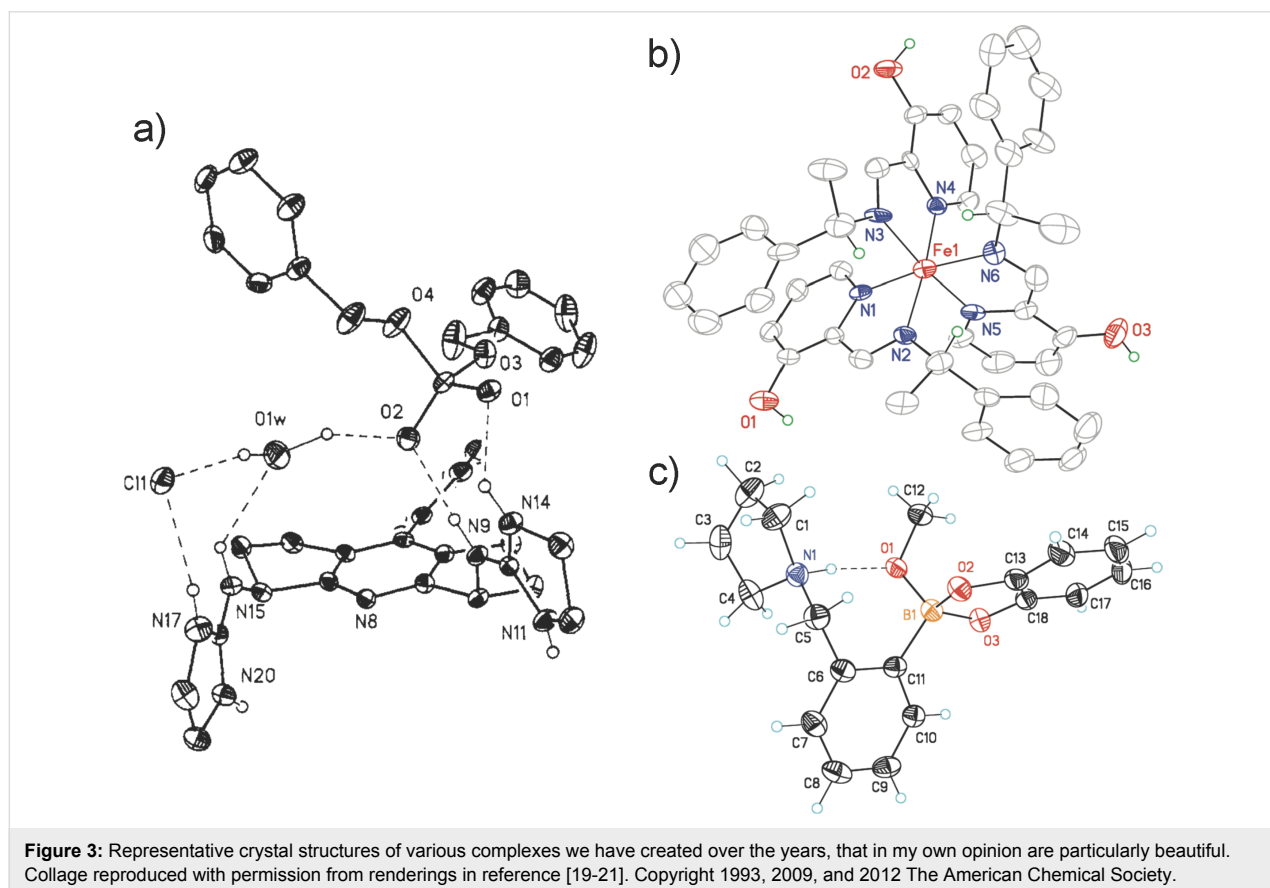 a)
O4
O3
O1
O2
O1w
Cl1
N14
N9
N15
N8
N17
N11
N20
b)
O2
N4
N3
Fe1
N6
N1
N5
N2
O3
O1
c)
C2
C12
C3
C1
C14
C15
O1
C13
N1
O2
C16
C4
C17
B1
C18
C5
O3
C6
C11
C7
C10
C8
C9
Figure 3: Representative crystal structures of various complexes we have created over the years, that in my own opinion are particularly beautiful.
Collage reproduced with permission from renderings in reference [19-21]. Copyright 1993, 2009, and 2012 The American Chemical Society.